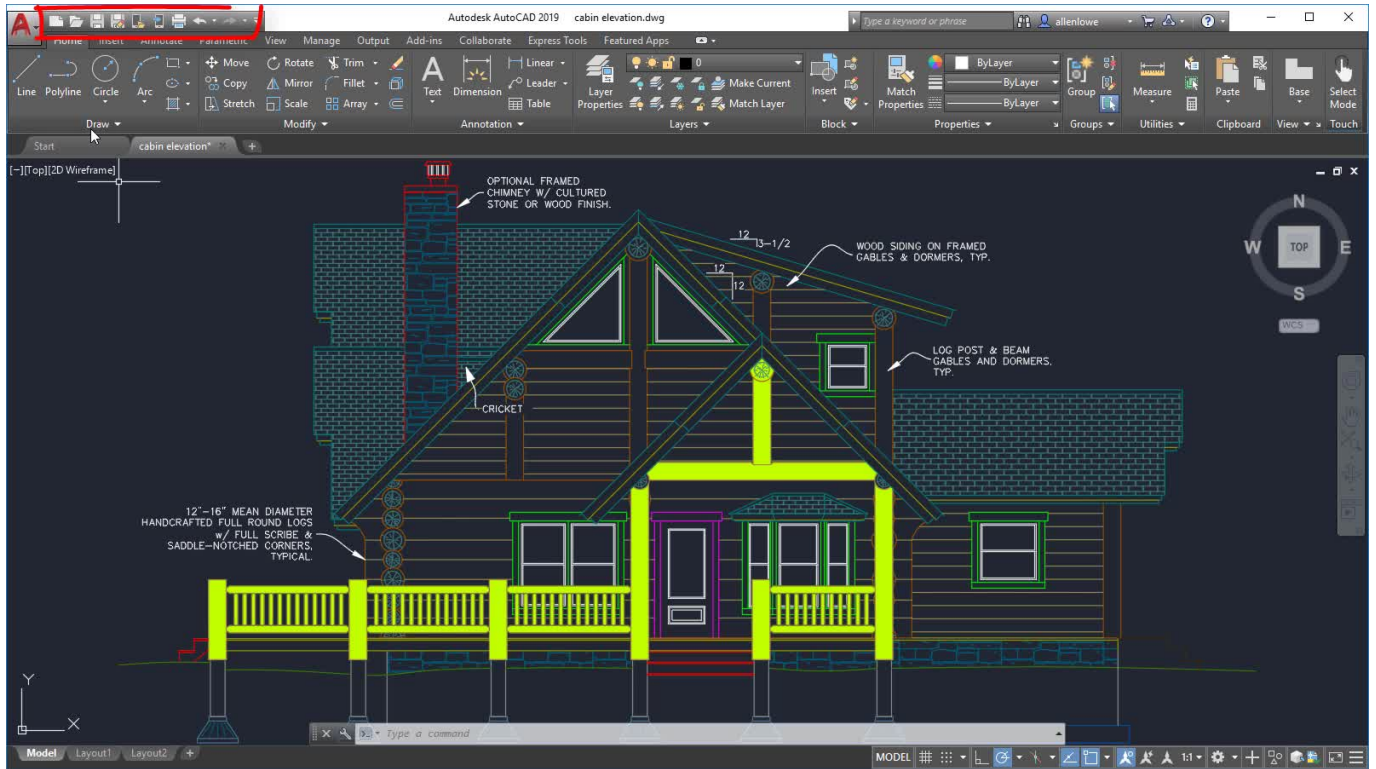 A Autodesk AutoCAD 2019 cabin elevation.dwg Type a keyword or phrase allenlowe
Home Insert Annotate Parametric View Manage Output Add-ins Collaborate Express Tools Featured Apps
Move Rotate Trim Linear 0 ByLayer
Line Polyline Circle Arc Copy Mirror Fillet Text Dimension Leader Layer Properties Make Current Insert Match Properties ByLayer Group Measure Paste Base Select Mode
Stretch Scale Array Table Match Layer ByLayer
Draw Modify Annotation Layers Block Properties Groups Utilities Clipboard View Touch
Start cabin elevation*
[−][Top][2D Wireframe]
OPTIONAL FRAMED
CHIMNEY W/ CULTURED
STONE OR WOOD FINISH.
N
W TOP E
S
WCS
12
3-1/2
12
12
WOOD SIDING ON FRAMED
GABLES & DORMERS, TYP.
LOG POST & BEAM
GABLES AND DORMERS.
TYP.
CRICKET
12"-16" MEAN DIAMETER
HANDCRAFTED FULL ROUND LOGS
w/ FULL SCRIBE &
SADDLE-NOTCHED CORNERS,
TYPICAL.
Y
X
Type a command
Model Layout1 Layout2 +
MODEL 1:1